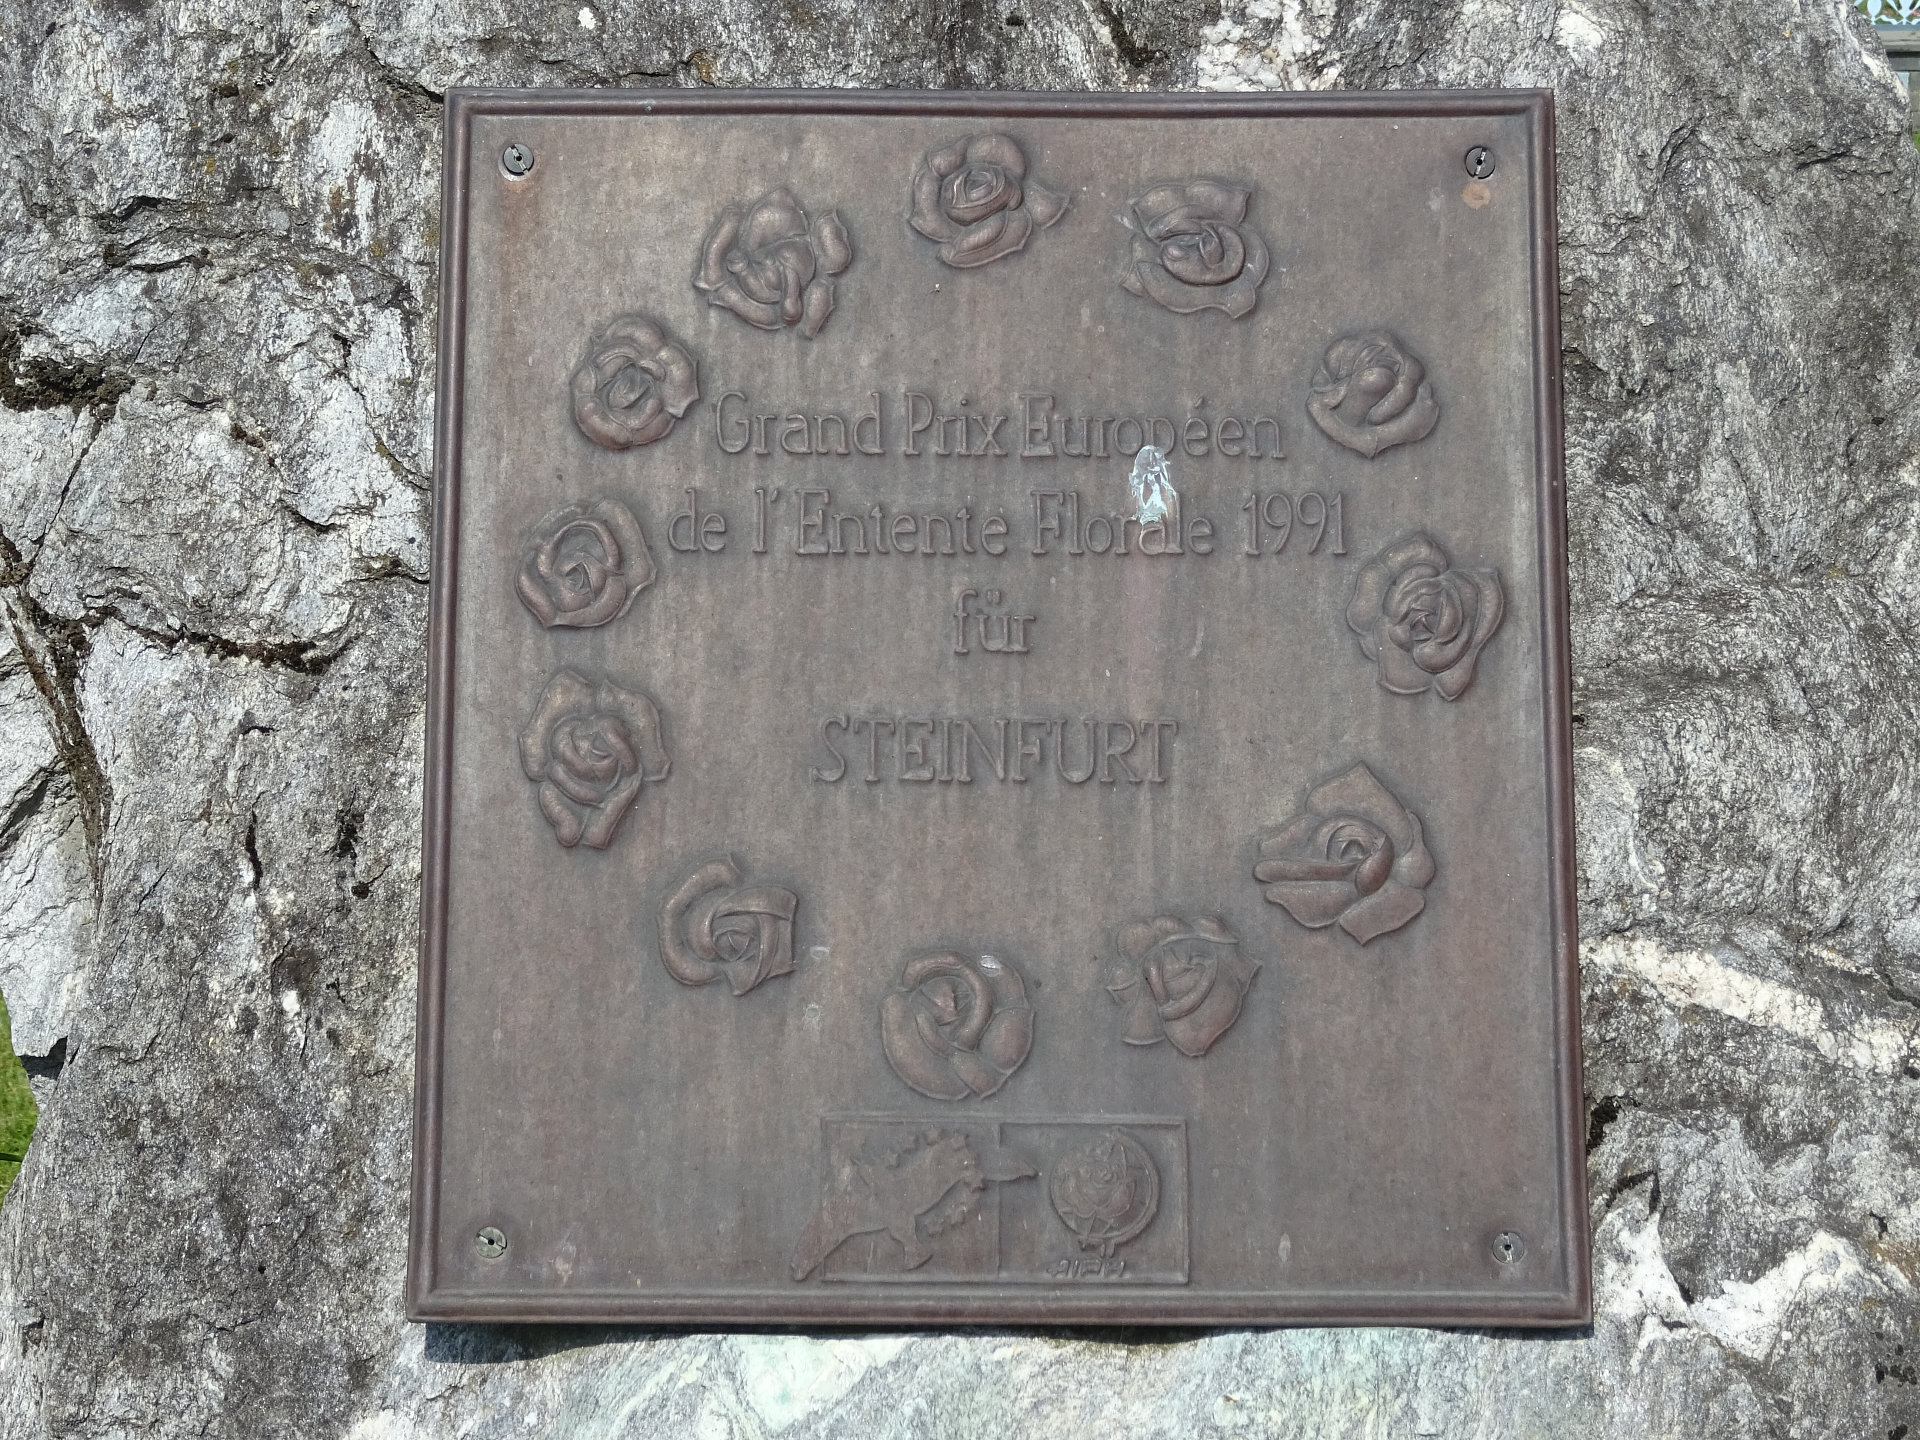 Grand Prix Européen
de l'Entente Florale 1991
für
STEINFURT